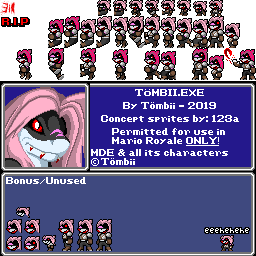 R.I.P
TöMBII.EXE
By Tömbii - 2019
Concept sprites by: 123a
Permitted for use in
Mario Royale ONLY!
MDE & all its characters
©Tömbii
Bonus/Unused
eeehehehehe